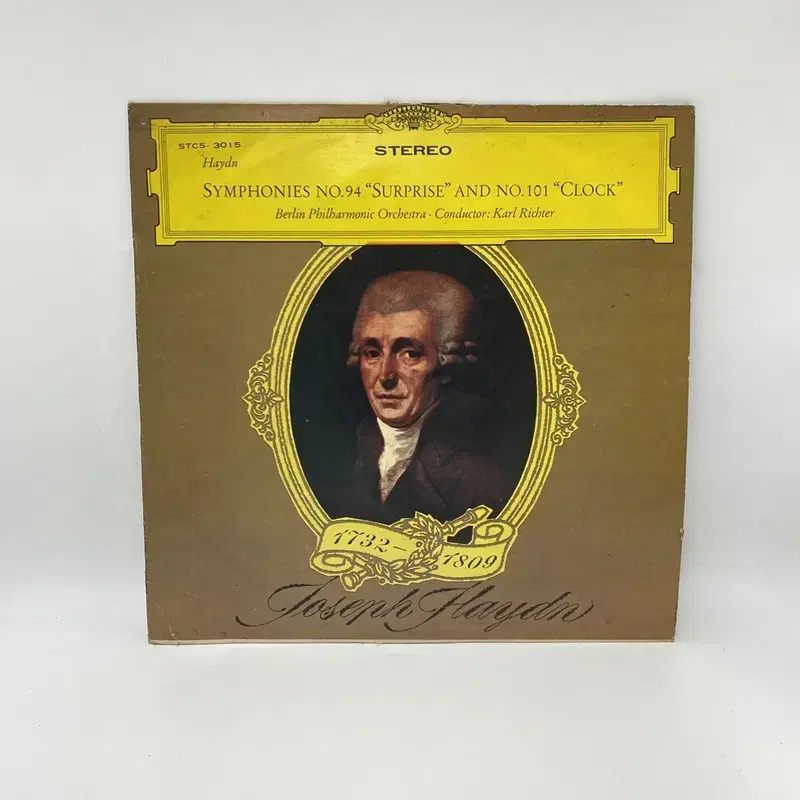 STCS- 3015
STEREO
Haydn
SYMPHONIES NO.94 “SURPRISE” AND NO.101 “CLOCK”
Berlin Philharmonic Orchestra · Conductor: Karl Richter
1732–
1809
Joseph Haydn